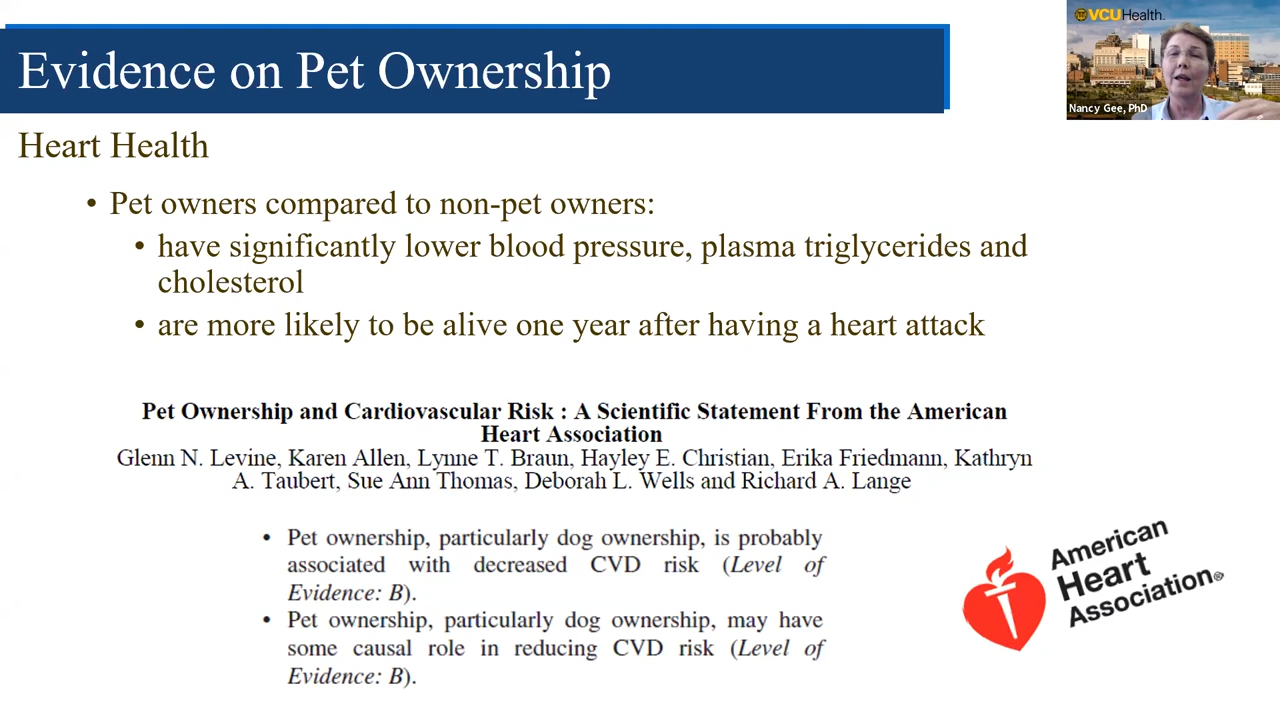 Evidence on Pet Ownership
VCUHealth.
Nancy Gee, PhD
Heart Health
• Pet owners compared to non-pet owners:
• have significantly lower blood pressure, plasma triglycerides and
cholesterol
• are more likely to be alive one year after having a heart attack
Pet Ownership and Cardiovascular Risk : A Scientific Statement From the American
Heart Association
Glenn N. Levine, Karen Allen, Lynne T. Braun, Hayley E. Christian, Erika Friedmann, Kathryn
A. Taubert, Sue Ann Thomas, Deborah L. Wells and Richard A. Lange
• Pet ownership, particularly dog ownership, is probably
associated with decreased CVD risk (Level of
Evidence: B).
• Pet ownership, particularly dog ownership, may have
some causal role in reducing CVD risk (Level of
Evidence: B).
American
Heart
Association®